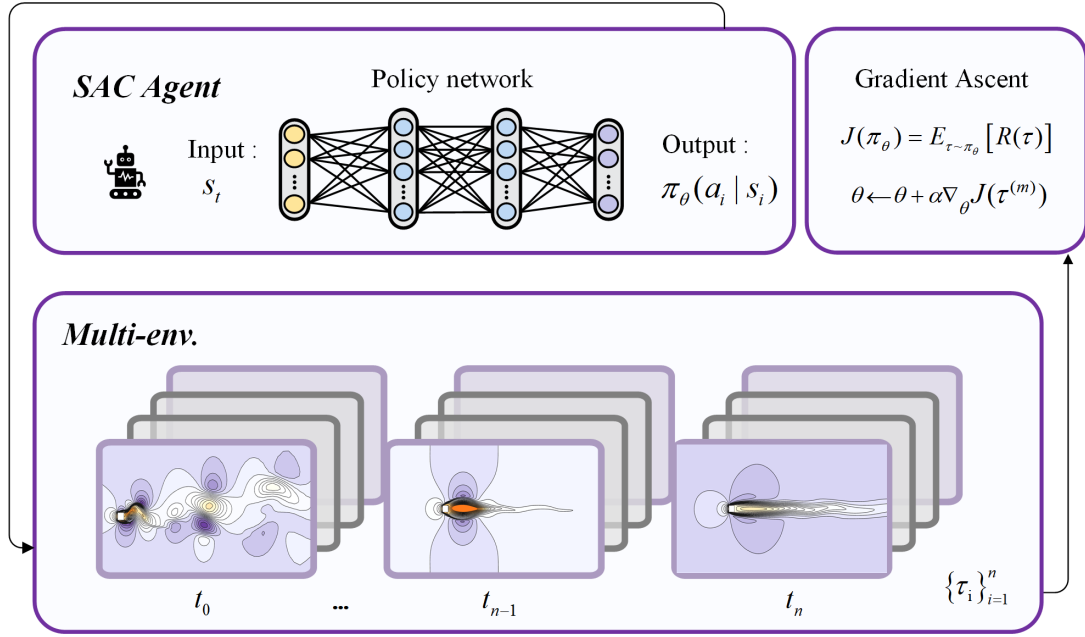 SAC Agent
Policy network
Input :
s_t
Output :
π_θ(a_i | s_i)
Gradient Ascent
J(π_θ) = E_{τ~π_θ}[R(τ)]
θ ← θ + α∇_θ J(τ^{(m)})
Multi-env.
t_0
...
t_{n-1}
t_n
{τ_i}_{i=1}^n